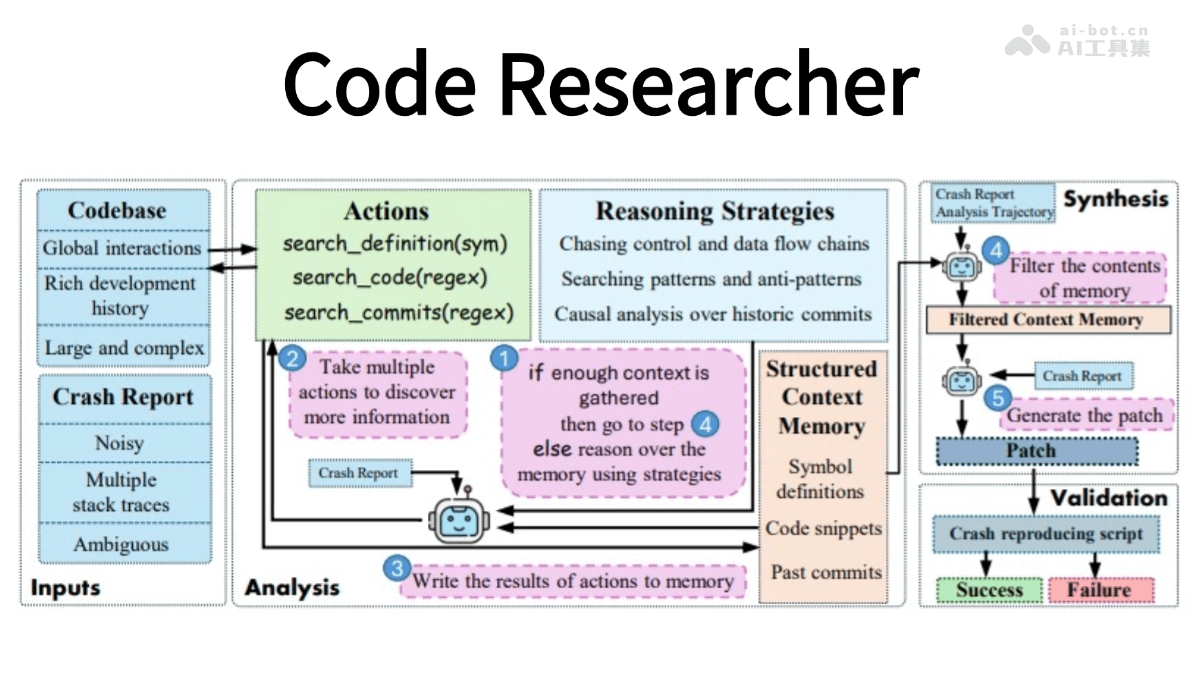 ai-bot.cn
AI工具集
Code Researcher
Codebase
Global interactions
Rich development
history
Large and complex
Crash Report
Noisy
Multiple
stack traces
Ambiguous
Inputs
Actions
search_definition(sym)
search_code(regex)
search_commits(regex)
Reasoning Strategies
Chasing control and data flow chains
Searching patterns and anti-patterns
Causal analysis over historic commits
2
Take multiple
actions to discover
more information
1
if enough context is
gathered
then go to step 4
else reason over the
memory using strategies
Structured
Context
Memory
Symbol
definitions
Code snippets
Past commits
Crash Report
3
Write the results of actions to memory
Analysis
Crash Report
Analysis Trajectory
Synthesis
4
Filter the contents
of memory
Filtered Context Memory
Crash Report
5
Generate the patch
Patch
Validation
Crash reproducing script
Success
Failure